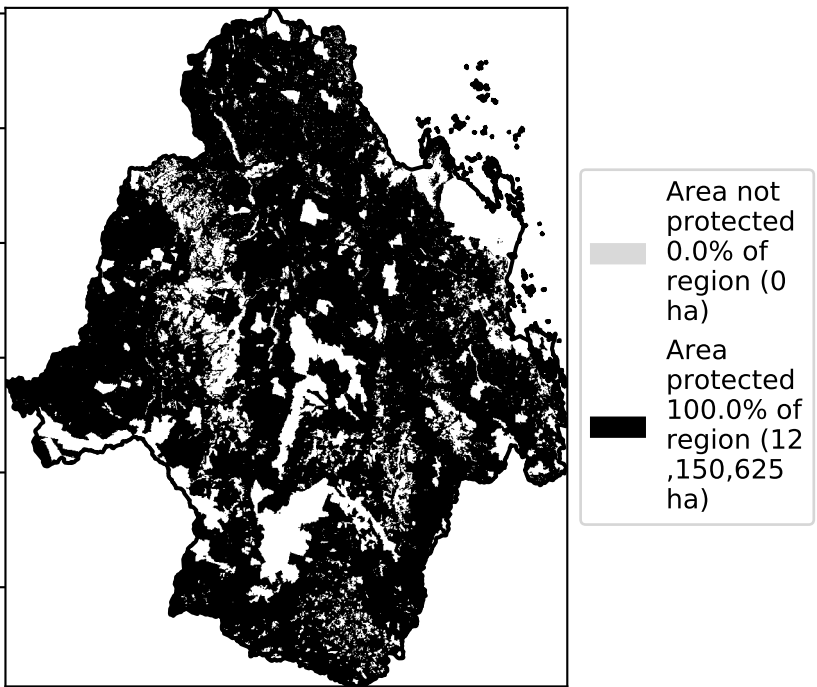 Area not
protected
0.0% of
region (0
ha)
Area
protected
100.0% of
region (12
,150,625
ha)